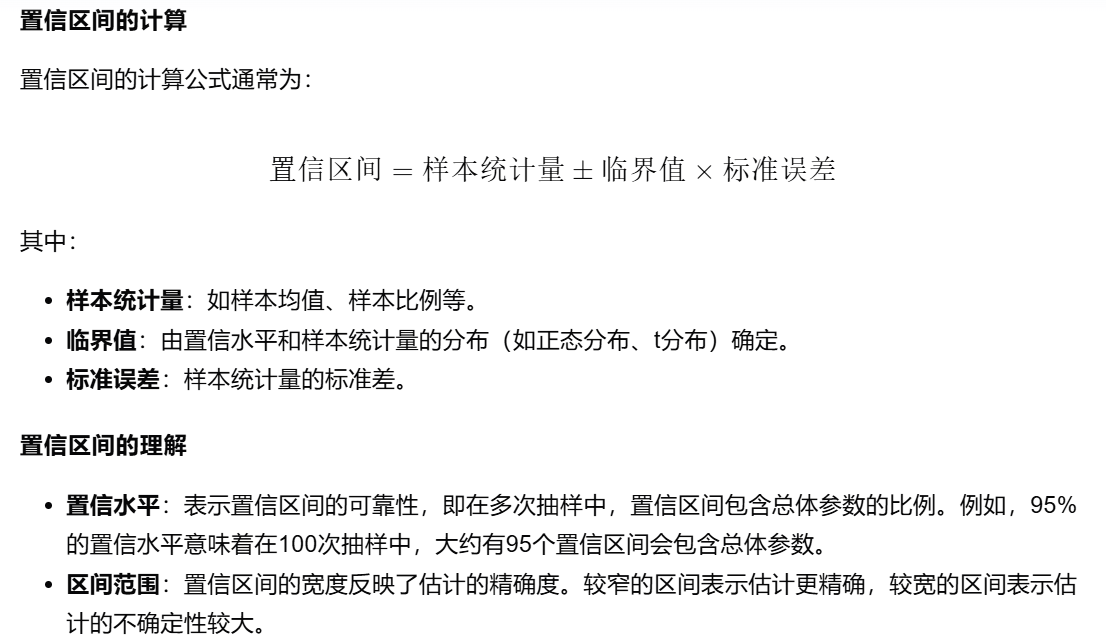 置信区间的计算
置信区间的计算公式通常为：
置信区间 = 样本统计量 ± 临界值 × 标准误差
其中：
• 样本统计量：如样本均值、样本比例等。
• 临界值：由置信水平和样本统计量的分布（如正态分布、t分布）确定。
• 标准误差：样本统计量的标准差。
置信区间的理解
• 置信水平：表示置信区间的可靠性，即在多次抽样中，置信区间包含总体参数的比例。例如，95%
的置信水平意味着在100次抽样中，大约有95个置信区间会包含总体参数。
• 区间范围：置信区间的宽度反映了估计的精确度。较窄的区间表示估计更精确，较宽的区间表示估
计的不确定性较大。